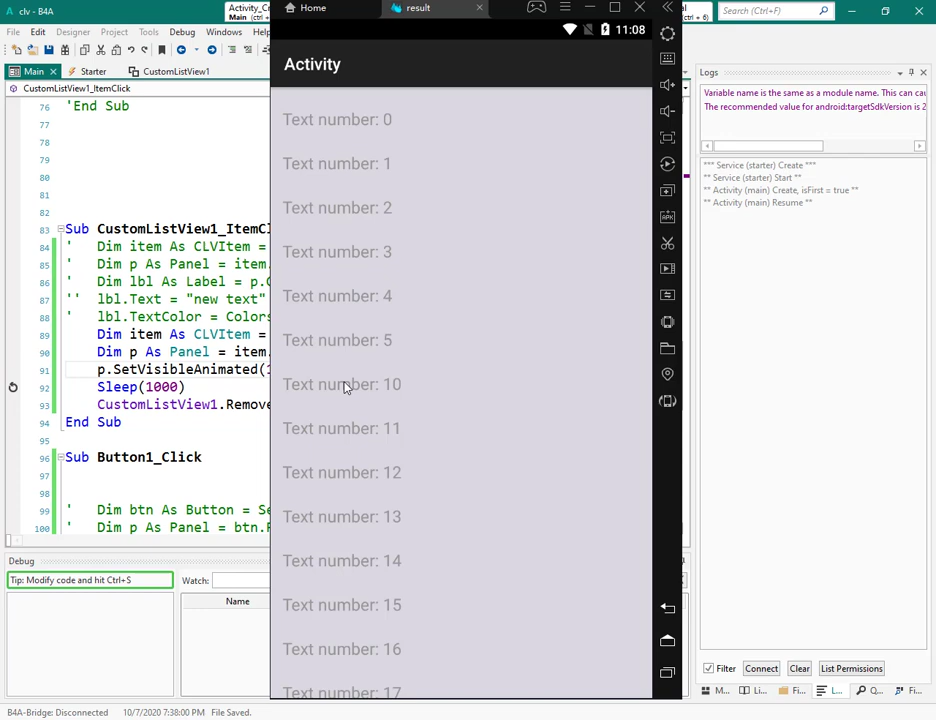 clv - B4A
Activity_Cr
Main
(ctrl +
Home
result
al
r (ctrl+6)
Search (Ctrl+F)
File Edit Designer Project Tools Debug Windows
11:08
Main
Starter
CustomListView1
Logs
CustomListView1_ItemClick
Activity
Variable name is the same as a module name. This can cau
The recommended value for android:targetSdkVersion is 2
*** Service (starter) Create ***
** Service (starter) Start **
** Activity (main) Create, isFirst = true **
** Activity (main) Resume **
76 'End Sub
77
78
79
80
81
82
83 Sub CustomListView1_ItemCl
84 ' Dim item As CLVItem =
85 ' Dim p As Panel = item.
86 ' Dim lbl As Label = p.G
87 '' lbl.Text = "new text"
88 ' lbl.TextColor = Colors
89 Dim item As CLVItem =
90 Dim p As Panel = item.
91 p.SetVisibleAnimated(1
92 Sleep(1000)
93 CustomListView1.Remove
94 End Sub
95
96 Sub Button1_Click
97
98
99 ' Dim btn As Button = Se
100 ' Dim p As Panel = btn.P
Text number: 0
Text number: 1
Text number: 2
Text number: 3
Text number: 4
Text number: 5
Text number: 10
Text number: 11
Text number: 12
Text number: 13
Text number: 14
Text number: 15
Text number: 16
Text number: 17
Debug
Tip: Modify code and hit Ctrl+S
Watch:
Name
Filter
Connect
Clear
List Permissions
M...
Li...
Fi...
L...
Q...
Fi...
B4A-Bridge: Disconnected
10/7/2020 7:38:00 PM
File Saved.